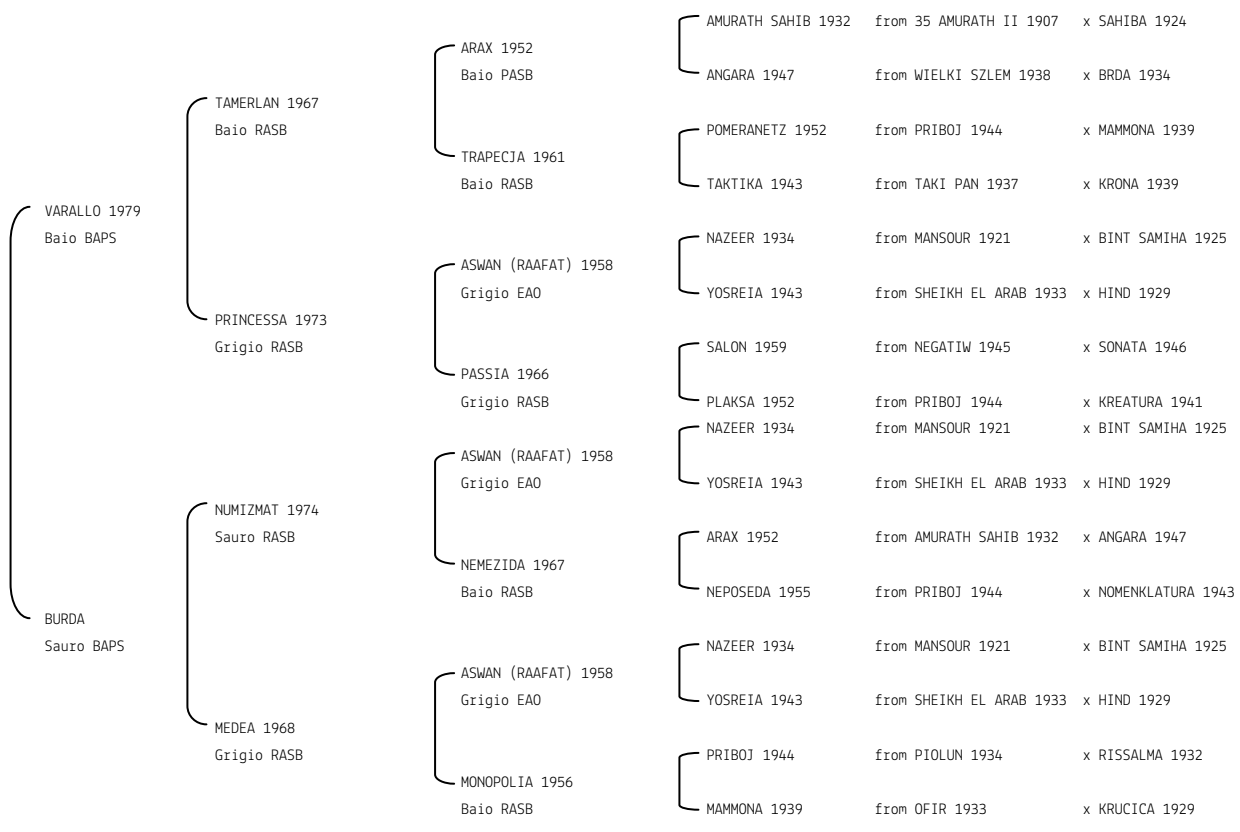 AMURATH SAHIB 1932 from 35 AMURATH II 1907 x SAHIBA 1924
ARAX 1952
Baio PASB
ANGARA 1947 from WIELKI SZLEM 1938 x BRDA 1934
TAMERLAN 1967
Baio RASB
POMERANETZ 1952 from PRIBOJ 1944 x MAMMONA 1939
TRAPECJA 1961
Baio RASB
TAKTIKA 1943 from TAKI PAN 1937 x KRONA 1939
VARALLO 1979
Baio BAPS
NAZEER 1934 from MANSOUR 1921 x BINT SAMIHA 1925
ASWAN (RAAFAT) 1958
Grigio EAO
YOSREIA 1943 from SHEIKH EL ARAB 1933 x HIND 1929
PRINCESSA 1973
Grigio RASB
SALON 1959 from NEGATIW 1945 x SONATA 1946
PASSIA 1966
Grigio RASB
PLAKSA 1952 from PRIBOJ 1944 x KREATURA 1941
NAZEER 1934 from MANSOUR 1921 x BINT SAMIHA 1925
ASWAN (RAAFAT) 1958
Grigio EAO
YOSREIA 1943 from SHEIKH EL ARAB 1933 x HIND 1929
NUMIZMAT 1974
Sauro RASB
ARAX 1952 from AMURATH SAHIB 1932 x ANGARA 1947
NEMEZIDA 1967
Baio RASB
NEPOSEDA 1955 from PRIBOJ 1944 x NOMENKLATURA 1943
BURDA
Sauro BAPS
NAZEER 1934 from MANSOUR 1921 x BINT SAMIHA 1925
ASWAN (RAAFAT) 1958
Grigio EAO
YOSREIA 1943 from SHEIKH EL ARAB 1933 x HIND 1929
MEDEA 1968
Grigio RASB
PRIBOJ 1944 from PIOLUN 1934 x RISSALMA 1932
MONOPOLIA 1956
Baio RASB
MAMMONA 1939 from OFIR 1933 x KRUCICA 1929